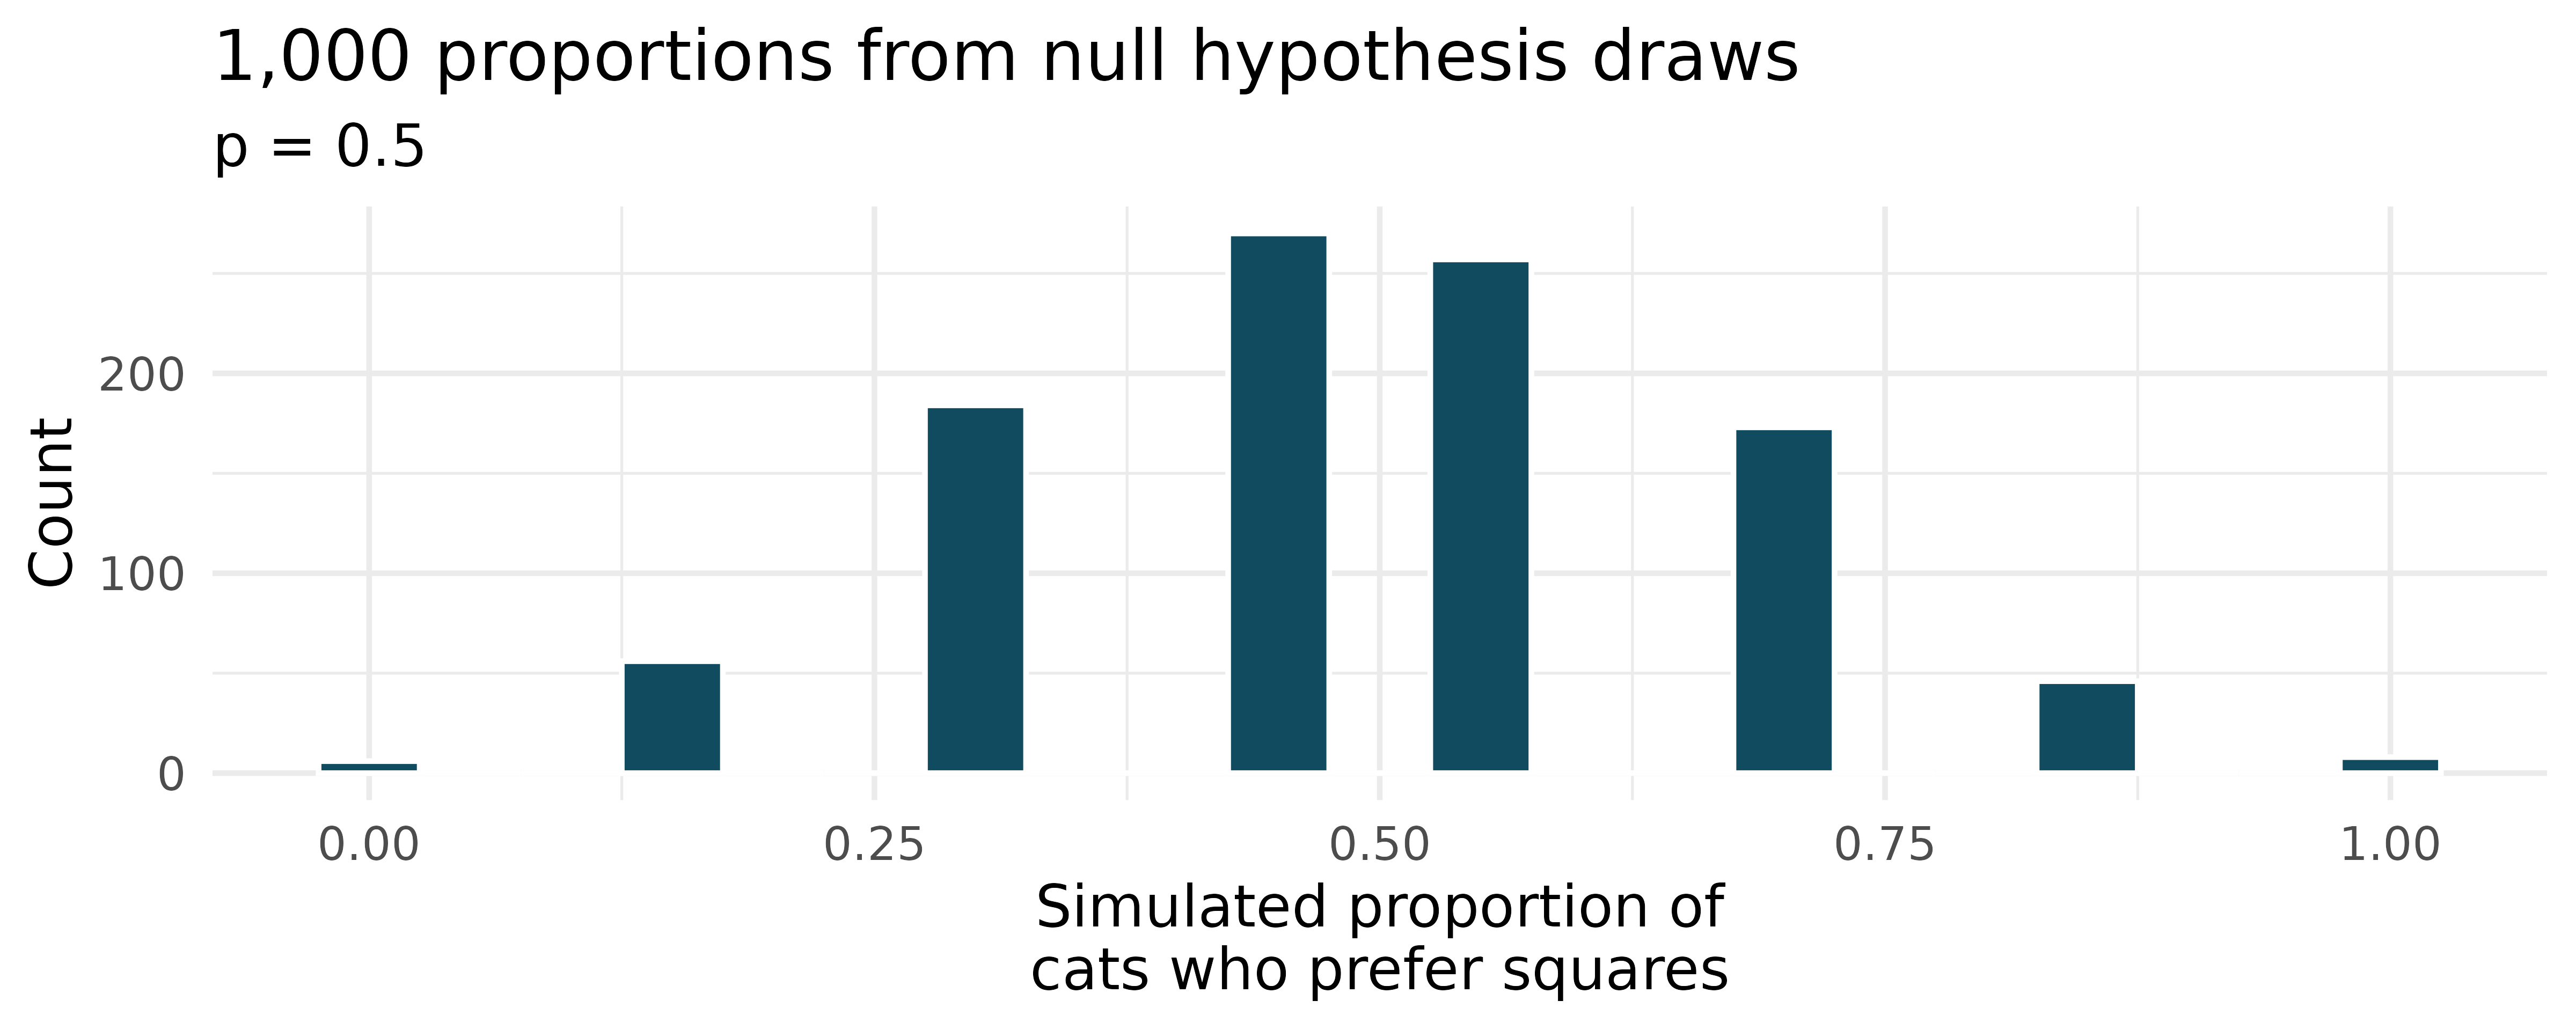 1,000 proportions from null hypothesis draws
p = 0.5
Count
200
100
0
0.00 0.25 0.50 0.75 1.00
Simulated proportion of
cats who prefer squares